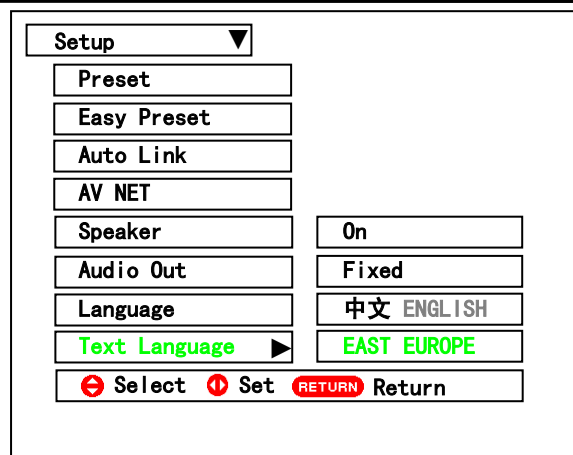 Setup
Preset
Easy Preset
Auto Link
AV NET
Speaker On
Audio Out Fixed
Language 中文 ENGLISH
Text Language EAST EUROPE
Select Set RETURN Return